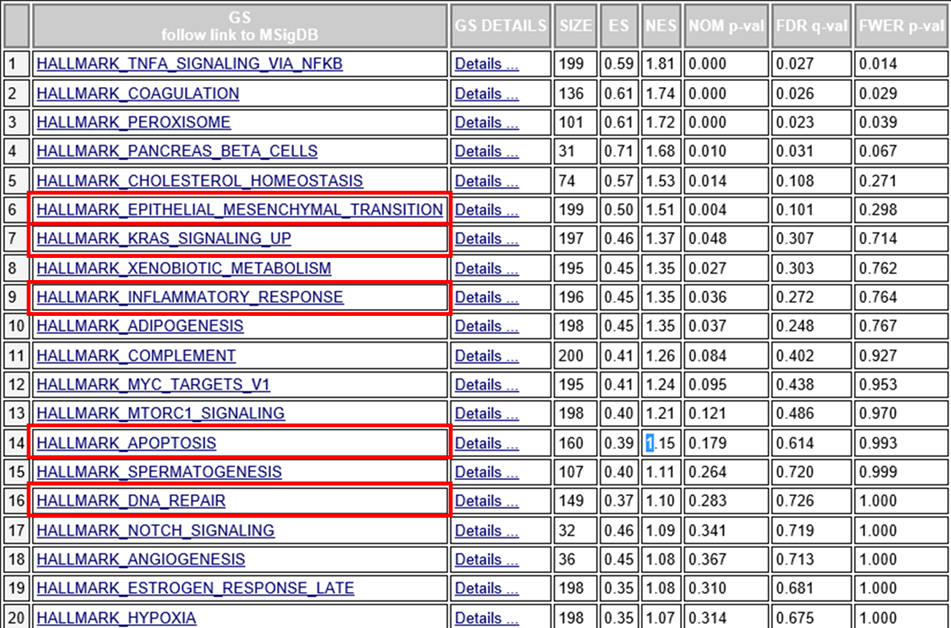 GS
follow link to MSigDB GS DETAILS SIZE ES NES NOM p-val FDR q-val FWER p-val
1 HALLMARK_TNFA_SIGNALING_VIA_NFKB Details ... 199 0.59 1.81 0.000 0.027 0.014
2 HALLMARK_COAGULATION Details ... 136 0.61 1.74 0.000 0.026 0.029
3 HALLMARK_PEROXISOME Details ... 101 0.61 1.72 0.000 0.023 0.039
4 HALLMARK_PANCREAS_BETA_CELLS Details ... 31 0.71 1.68 0.010 0.031 0.067
5 HALLMARK_CHOLESTEROL_HOMEOSTASIS Details ... 74 0.57 1.53 0.014 0.108 0.271
6 HALLMARK_EPITHELIAL_MESENCHYMAL_TRANSITION Details ... 199 0.50 1.51 0.004 0.101 0.298
7 HALLMARK_KRAS_SIGNALING_UP Details ... 197 0.46 1.37 0.048 0.307 0.714
8 HALLMARK_XENOBIOTIC_METABOLISM Details ... 195 0.45 1.35 0.027 0.303 0.762
9 HALLMARK_INFLAMMATORY_RESPONSE Details ... 196 0.45 1.35 0.036 0.272 0.764
10 HALLMARK_ADIPOGENESIS Details ... 198 0.45 1.35 0.037 0.248 0.767
11 HALLMARK_COMPLEMENT Details ... 200 0.41 1.26 0.084 0.402 0.927
12 HALLMARK_MYC_TARGETS_V1 Details ... 195 0.41 1.24 0.095 0.438 0.953
13 HALLMARK_MTORC1_SIGNALING Details ... 198 0.40 1.21 0.121 0.486 0.970
14 HALLMARK_APOPTOSIS Details ... 160 0.39 1.15 0.179 0.614 0.993
15 HALLMARK_SPERMATOGENESIS Details ... 107 0.40 1.11 0.264 0.720 0.999
16 HALLMARK_DNA_REPAIR Details ... 149 0.37 1.10 0.283 0.726 1.000
17 HALLMARK_NOTCH_SIGNALING Details ... 32 0.46 1.09 0.341 0.719 1.000
18 HALLMARK_ANGIOGENESIS Details ... 36 0.45 1.08 0.367 0.713 1.000
19 HALLMARK_ESTROGEN_RESPONSE_LATE Details ... 198 0.35 1.08 0.310 0.681 1.000
20 HALLMARK_HYPOXIA Details ... 198 0.35 1.07 0.314 0.675 1.000